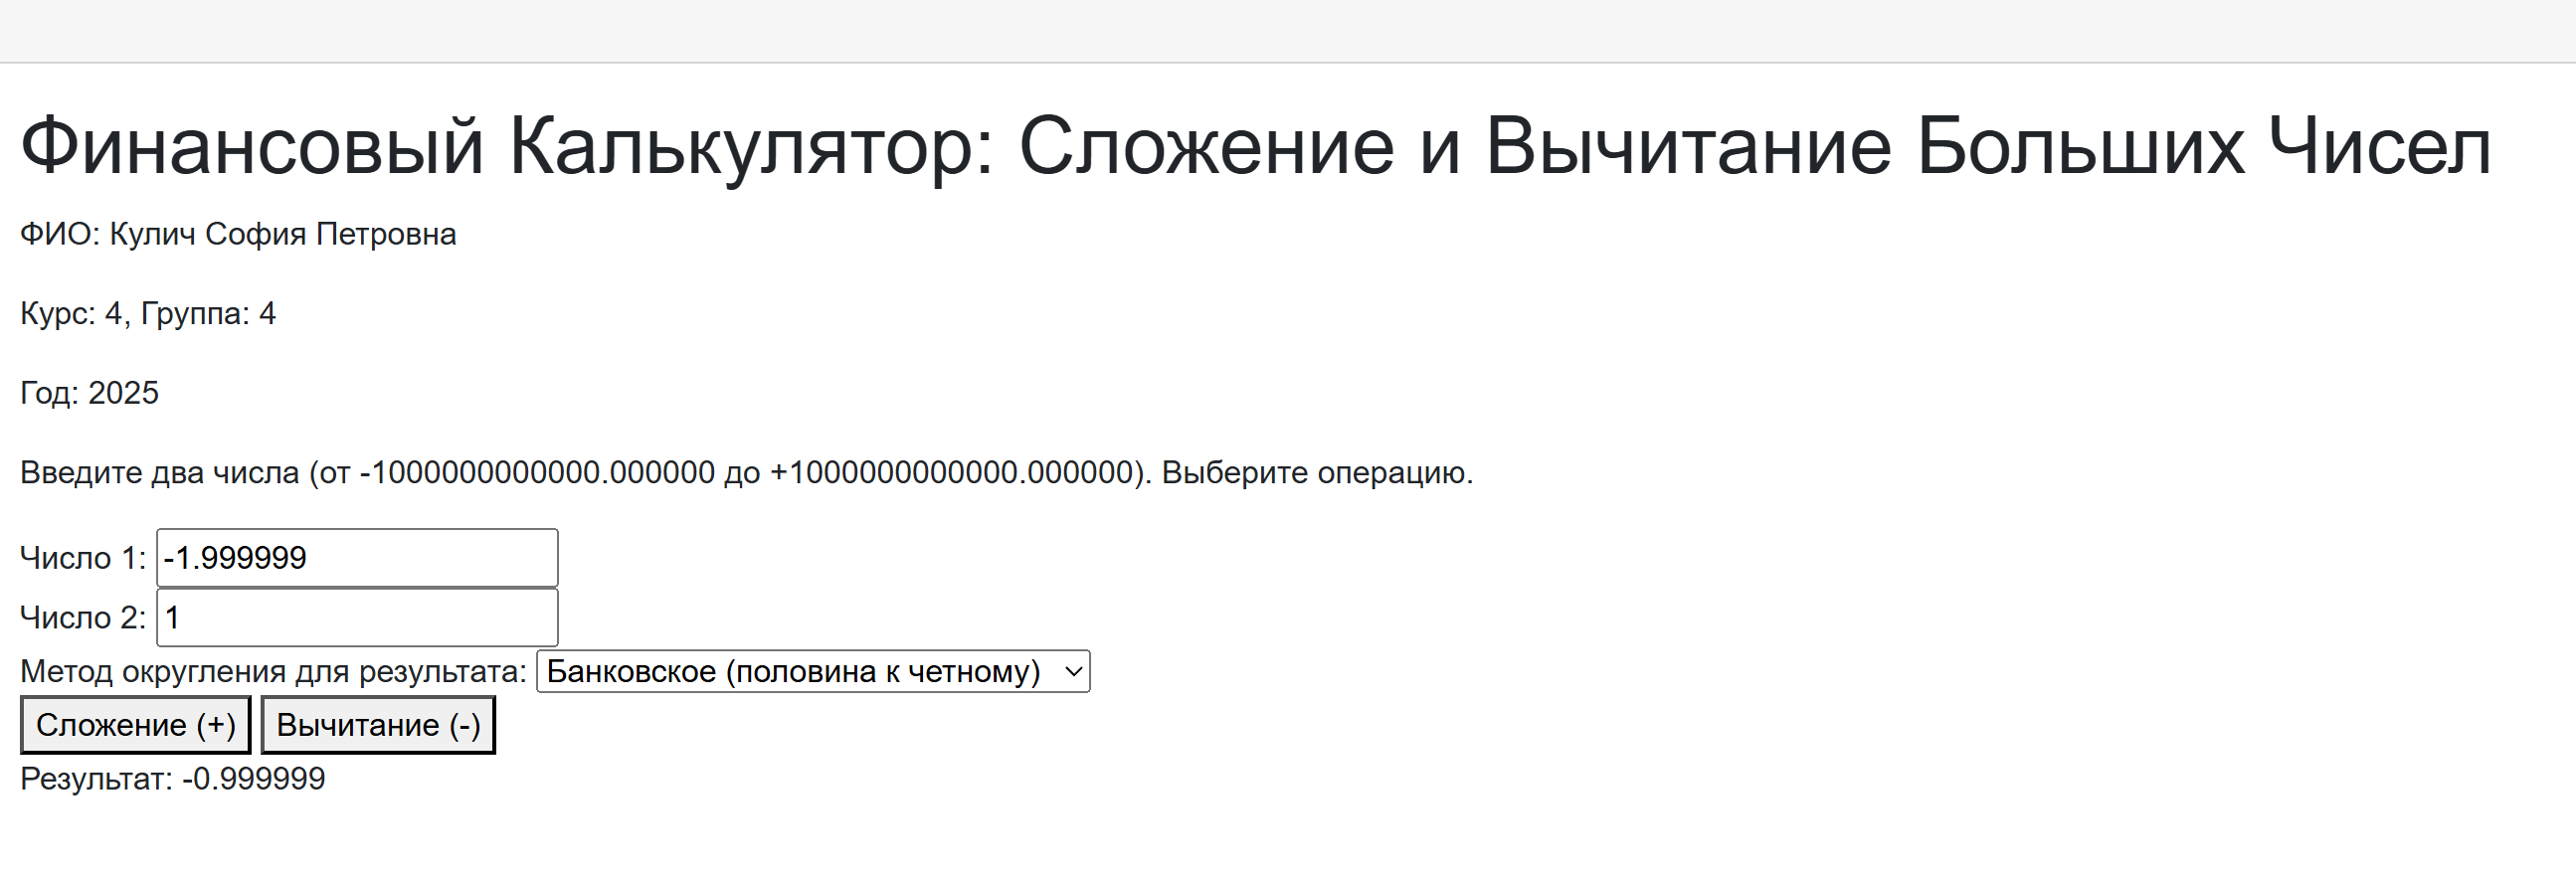 Финансовый Калькулятор: Сложение и Вычитание Больших Чисел
ФИО: Кулич София Петровна
Курс: 4, Группа: 4
Год: 2025
Введите два числа (от -1000000000000.000000 до +1000000000000.000000). Выберите операцию.
Число 1: -1.999999
Число 2: 1
Метод округления для результата: Банковское (половина к четному)
Сложение (+) Вычитание (-)
Результат: -0.999999